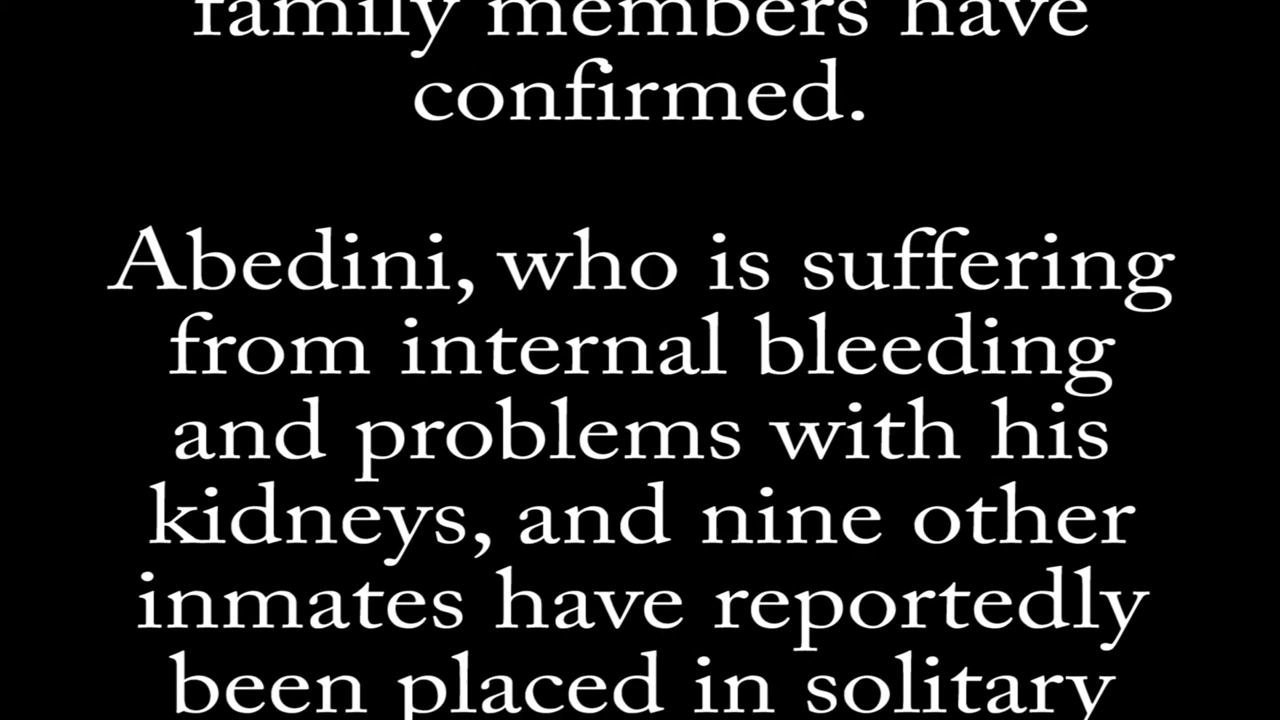 family members have
confirmed.
Abedini, who is suffering
from internal bleeding
and problems with his
kidneys, and nine other
inmates have reportedly
been placed in solitary